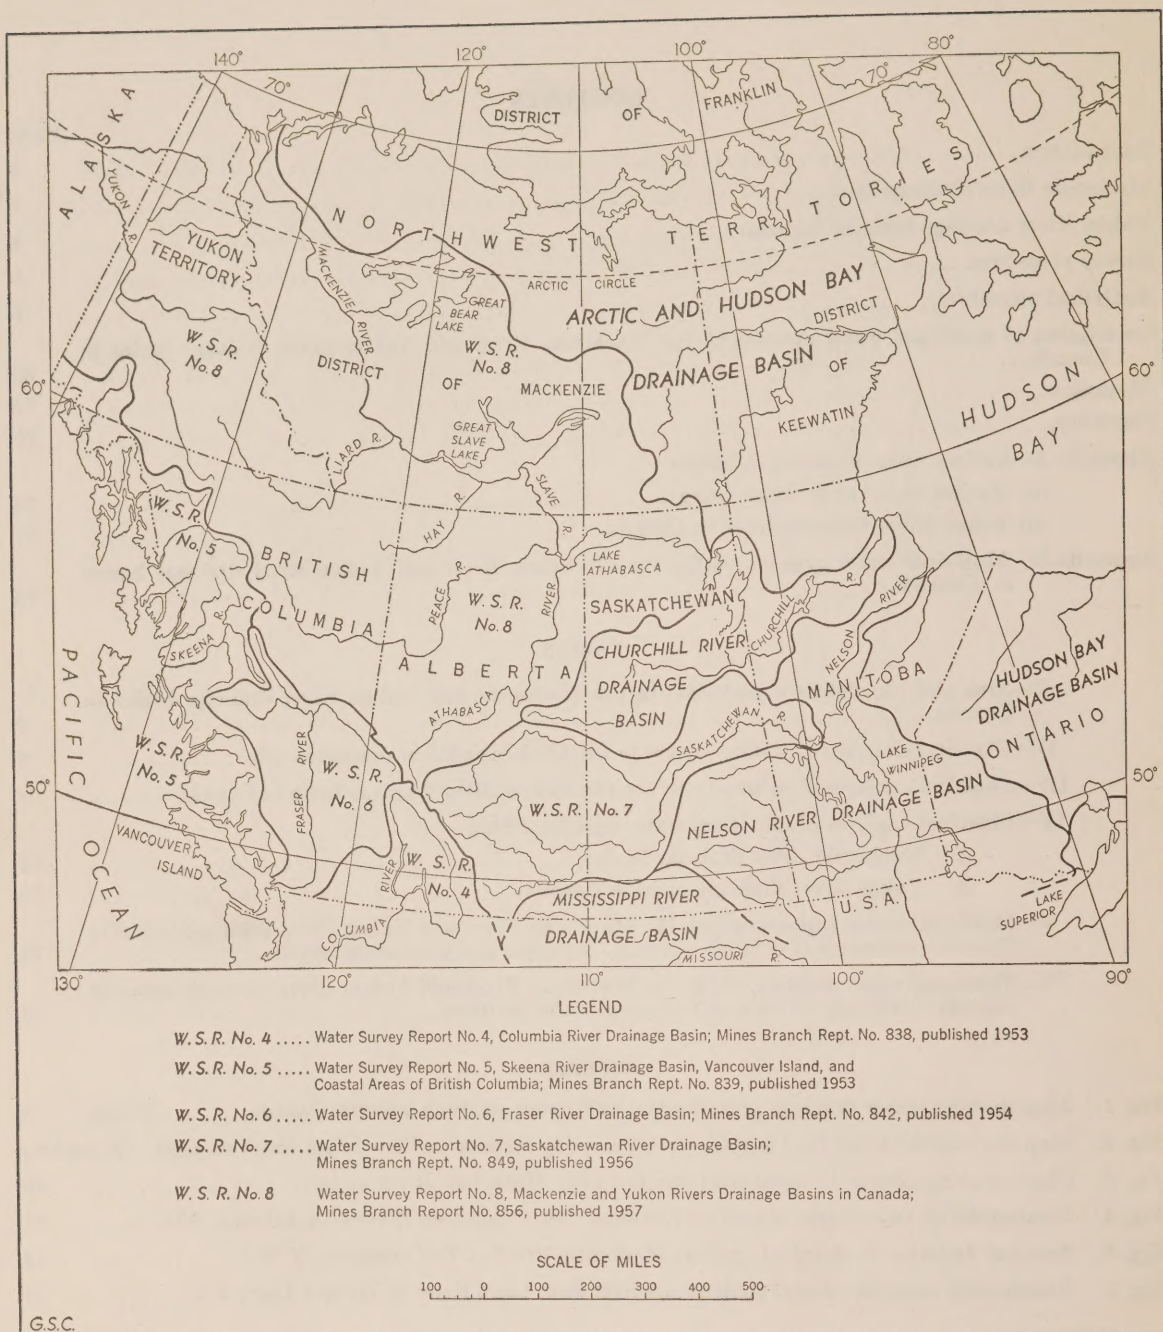 140°
120°
100°
80°
70°
70°
DISTRICT OF FRANKLIN
ALASKA
YUKON R.
YUKON
TERRITORY
NORTHWEST TERRITORIES
MACKENZIE RIVER
GREAT
BEAR
LAKE
ARCTIC CIRCLE
ARCTIC AND HUDSON BAY
DRAINAGE BASIN
DISTRICT
OF
KEEWATIN
W. S. R.
No. 8
DISTRICT
OF
MACKENZIE
W. S. R.
No. 8
60°
60°
HUDSON
BAY
GREAT
SLAVE
LAKE
LIARD R.
HAY R.
SLAVE R.
W. S. R.
No. 5
BRITISH
COLUMBIA
LAKE
ATHABASCA
PEACE R.
W. S. R.
No. 8
RIVER
ATHABASCA
SASKATCHEWAN
CHURCHILL RIVER
DRAINAGE
BASIN
CHURCHILL R.
NELSON RIVER
MANITOBA
HUDSON BAY
DRAINAGE BASIN
ONTARIO
SKEENA R.
ALBERTA
SASKATCHEWAN R.
LAKE
WINNIPEG
PACIFIC
OCEAN
W. S. R.
No. 5
FRASER RIVER
W. S. R.
No. 6
W. S. R. No. 7
NELSON RIVER DRAINAGE BASIN
50°
50°
VANCOUVER
ISLAND
COLUMBIA RIVER
W. S. R.
No. 4
MISSISSIPPI RIVER
DRAINAGE BASIN
MISSOURI R.
U. S. A.
LAKE
SUPERIOR
130°
120°
110°
100°
90°
LEGEND
W. S. R. No. 4 ..... Water Survey Report No. 4, Columbia River Drainage Basin; Mines Branch Rept. No. 838, published 1953
W. S. R. No. 5 ..... Water Survey Report No. 5, Skeena River Drainage Basin, Vancouver Island, and
Coastal Areas of British Columbia; Mines Branch Rept. No. 839, published 1953
W. S. R. No. 6 ..... Water Survey Report No. 6, Fraser River Drainage Basin; Mines Branch Rept. No. 842, published 1954
W. S. R. No. 7 ..... Water Survey Report No. 7, Saskatchewan River Drainage Basin;
Mines Branch Rept. No. 849, published 1956
W. S. R. No. 8 Water Survey Report No. 8, Mackenzie and Yukon Rivers Drainage Basins in Canada;
Mines Branch Report No. 856, published 1957
SCALE OF MILES
100 0 100 200 300 400 500
G.S.C.